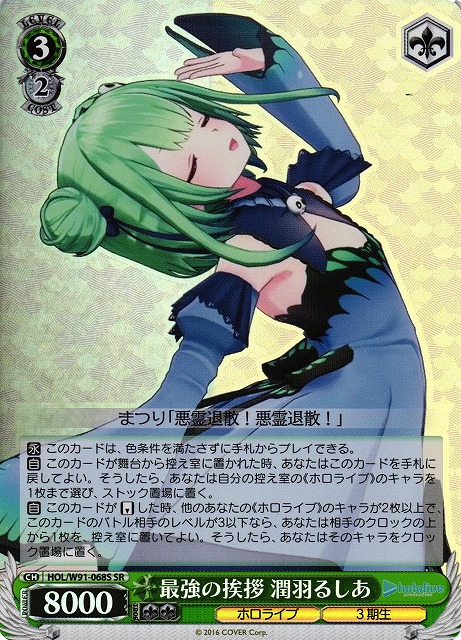 LEVEL
3
2
COST
まつり「悪霊退散！悪霊退散！」
永 このカードは、色条件を満たさずに手札からプレイできる。
自 このカードが舞台から控え室に置かれた時、あなたはこのカードを手札に
戻してよい。そうしたら、あなたは自分の控え室の《ホロライブ》のキャラを
1枚まで選び、ストック置場に置く。
自 このカードが した時、他のあなたの《ホロライブ》のキャラが2枚以上で、
このカードのバトル相手のレベルが3以下なら、あなたは相手のクロックの上
から1枚を、控え室に置いてよい。そうしたら、あなたはそのキャラをクロッ
ク置場に置く。
CH HOL/W91-068S SR
POWER
8000
SOUL
最強の挨拶 潤羽るしあ
hololive
production
ホロライブ
3期生
© 2016 COVER Corp.